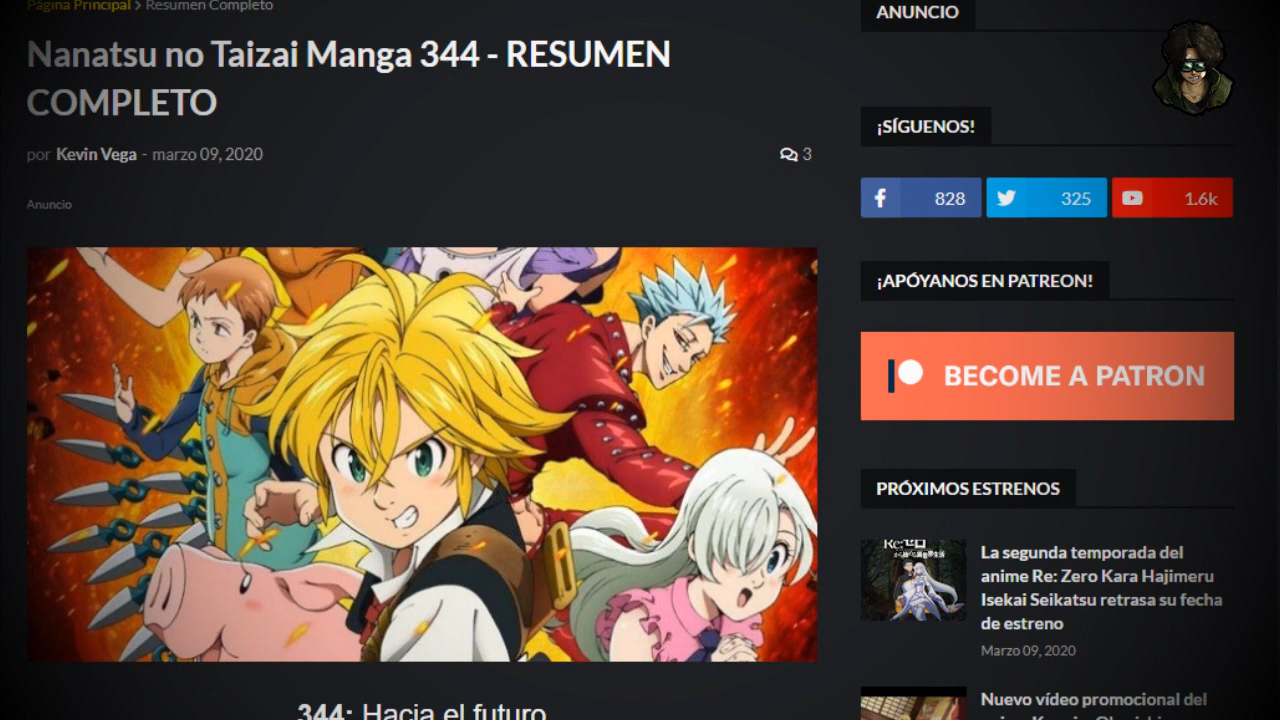 Página Principal > Resumen Completo
Nanatsu no Taizai Manga 344 - RESUMEN
COMPLETO
por Kevin Vega - marzo 09, 2020
3
Anuncio
344: Hacia el futuro
ANUNCIO
¡SÍGUENOS!
828
325
1.6k
¡APÓYANOS EN PATREON!
BECOME A PATRON
PRÓXIMOS ESTRENOS
La segunda temporada del
anime Re: Zero Kara Hajimeru
Isekai Seikatsu retrasa su fecha
de estreno
Marzo 09, 2020
Nuevo vídeo promocional del